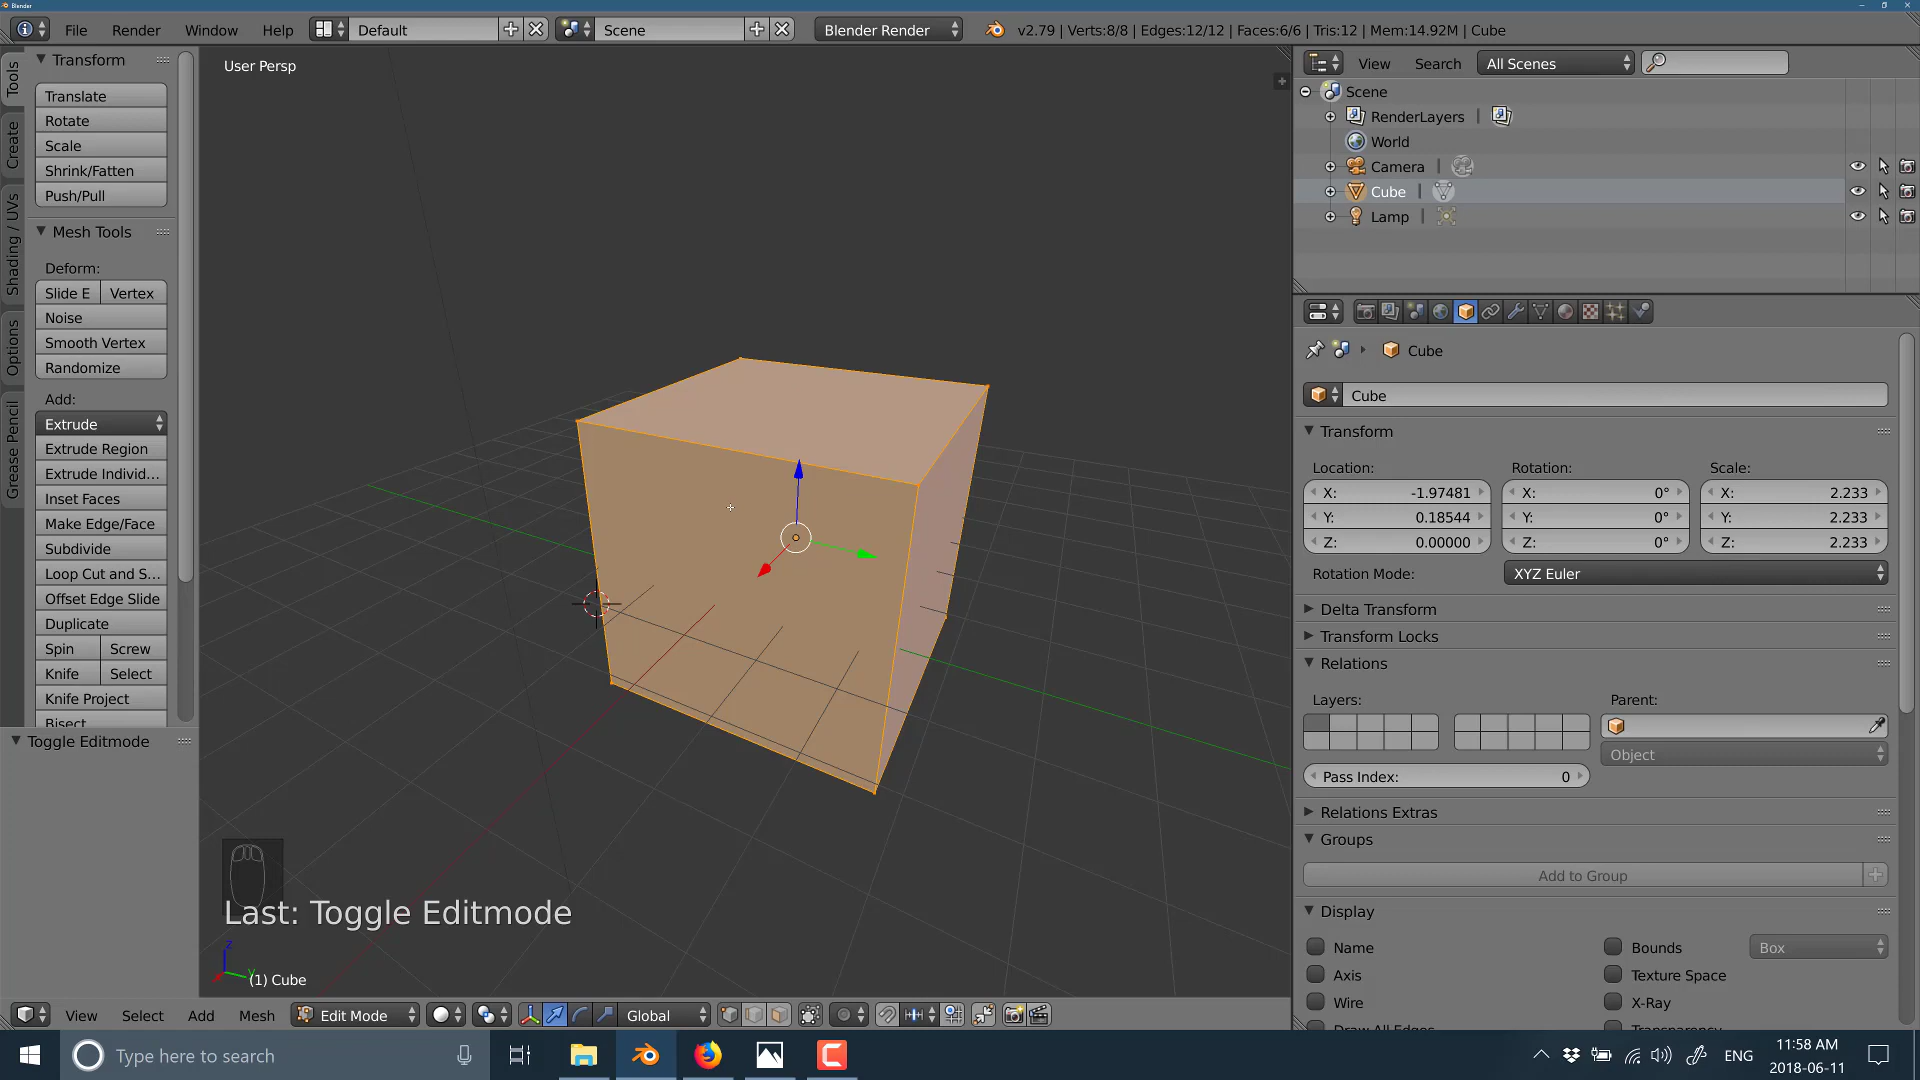 Blender
File Render Window Help Default Scene Blender Render v2.79 | Verts:8/8 | Edges:12/12 | Faces:6/6 | Tris:12 | Mem:14.92M | Cube
Tools
Create
Shading / UVs
Options
Grease Pencil
Transform
Translate
Rotate
Scale
Shrink/Fatten
Push/Pull
Mesh Tools
Deform:
Slide E Vertex
Noise
Smooth Vertex
Randomize
Add:
Extrude
Extrude Region
Extrude Individ...
Inset Faces
Make Edge/Face
Subdivide
Loop Cut and S...
Offset Edge Slide
Duplicate
Spin Screw
Knife Select
Knife Project
Bisect
Toggle Editmode
User Persp
Last: Toggle Editmode
z
y
(1) Cube
View Select Add Mesh Edit Mode Global
View Search All Scenes
Scene
RenderLayers |
World
Camera |
Cube |
Lamp |
Cube
Cube
Transform
Location: Rotation: Scale:
X: -1.97481 X: 0° X: 2.233
Y: 0.18544 Y: 0° Y: 2.233
Z: 0.00000 Z: 0° Z: 2.233
Rotation Mode: XYZ Euler
Delta Transform
Transform Locks
Relations
Layers: Parent:
Object
Pass Index: 0
Relations Extras
Groups
Add to Group
Display
Name Bounds Box
Axis Texture Space
Wire X-Ray
Draw All Edges Transparency
Type here to search
ENG
11:58 AM
2018-06-11